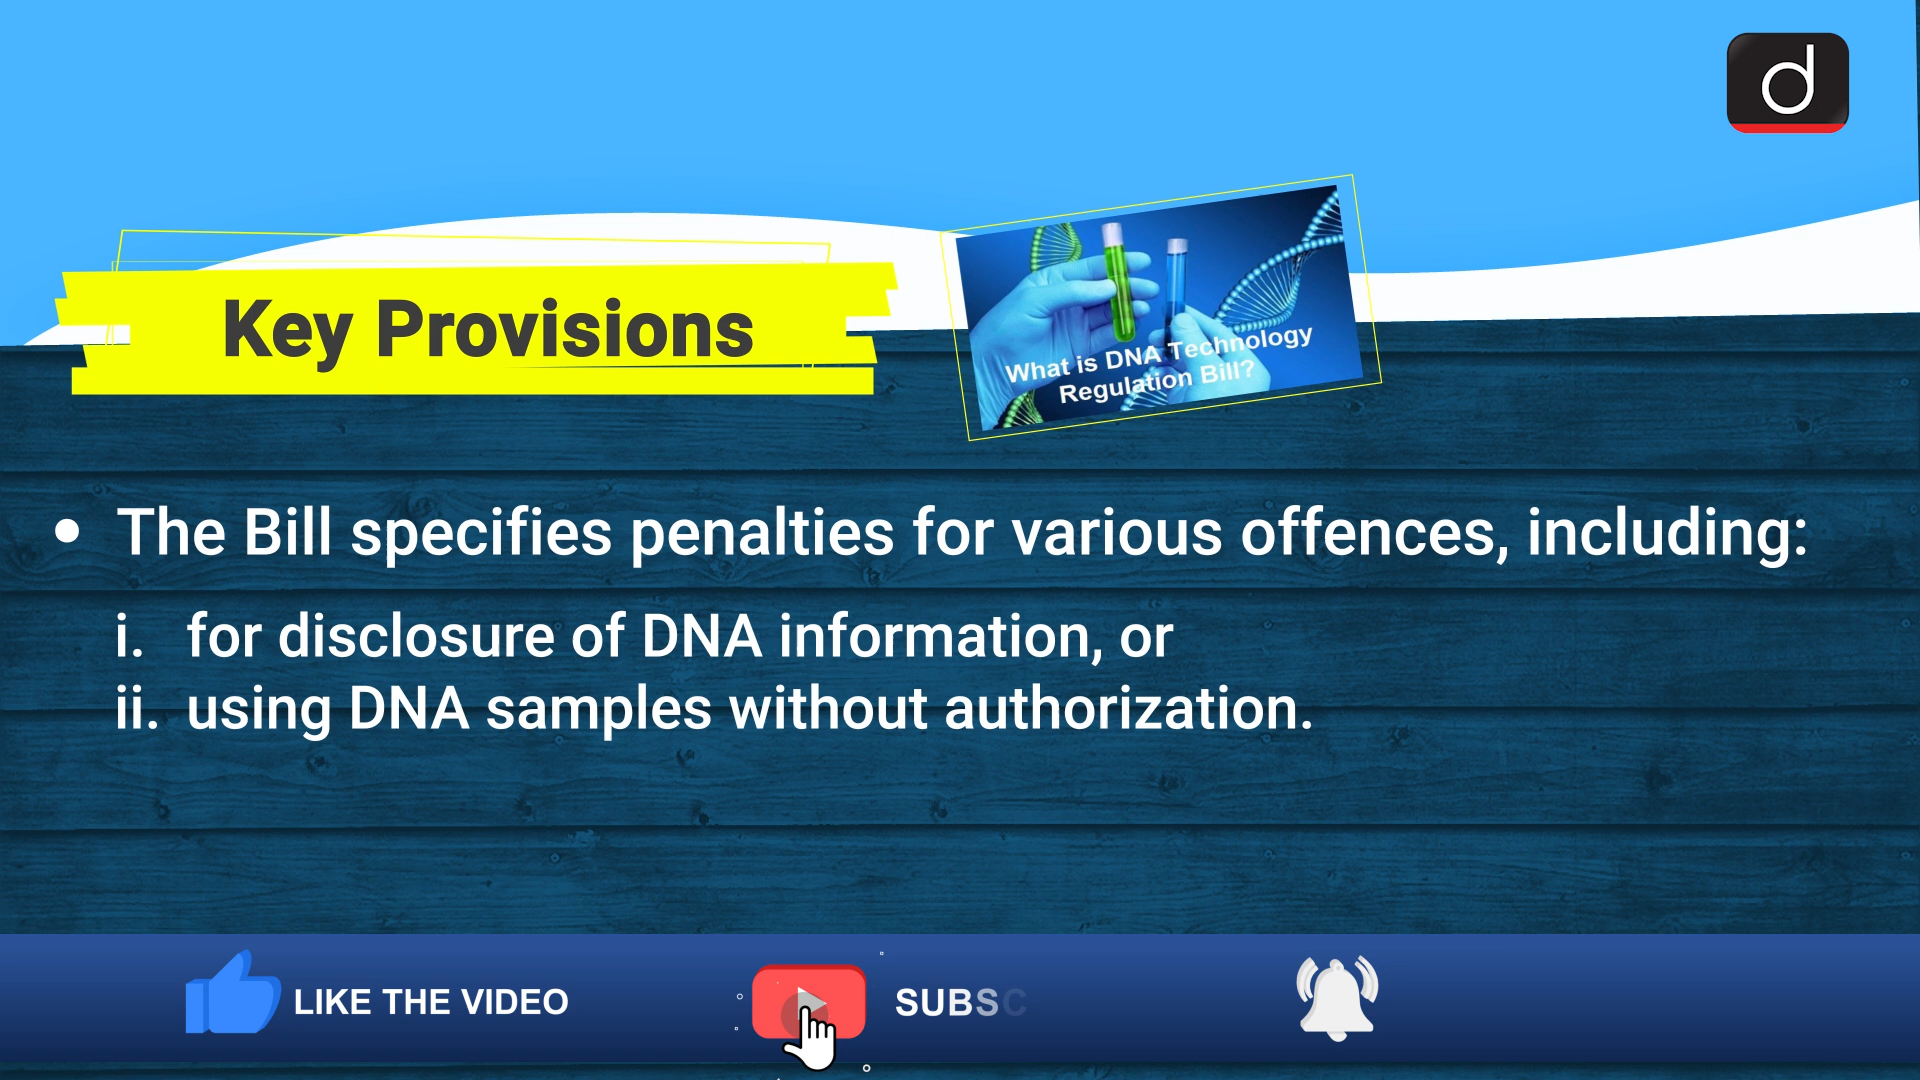 d
Key Provisions
What is DNA Technology
Regulation Bill?
• The Bill specifies penalties for various offences, including:
i. for disclosure of DNA information, or
ii. using DNA samples without authorization.
LIKE THE VIDEO
SUBSC